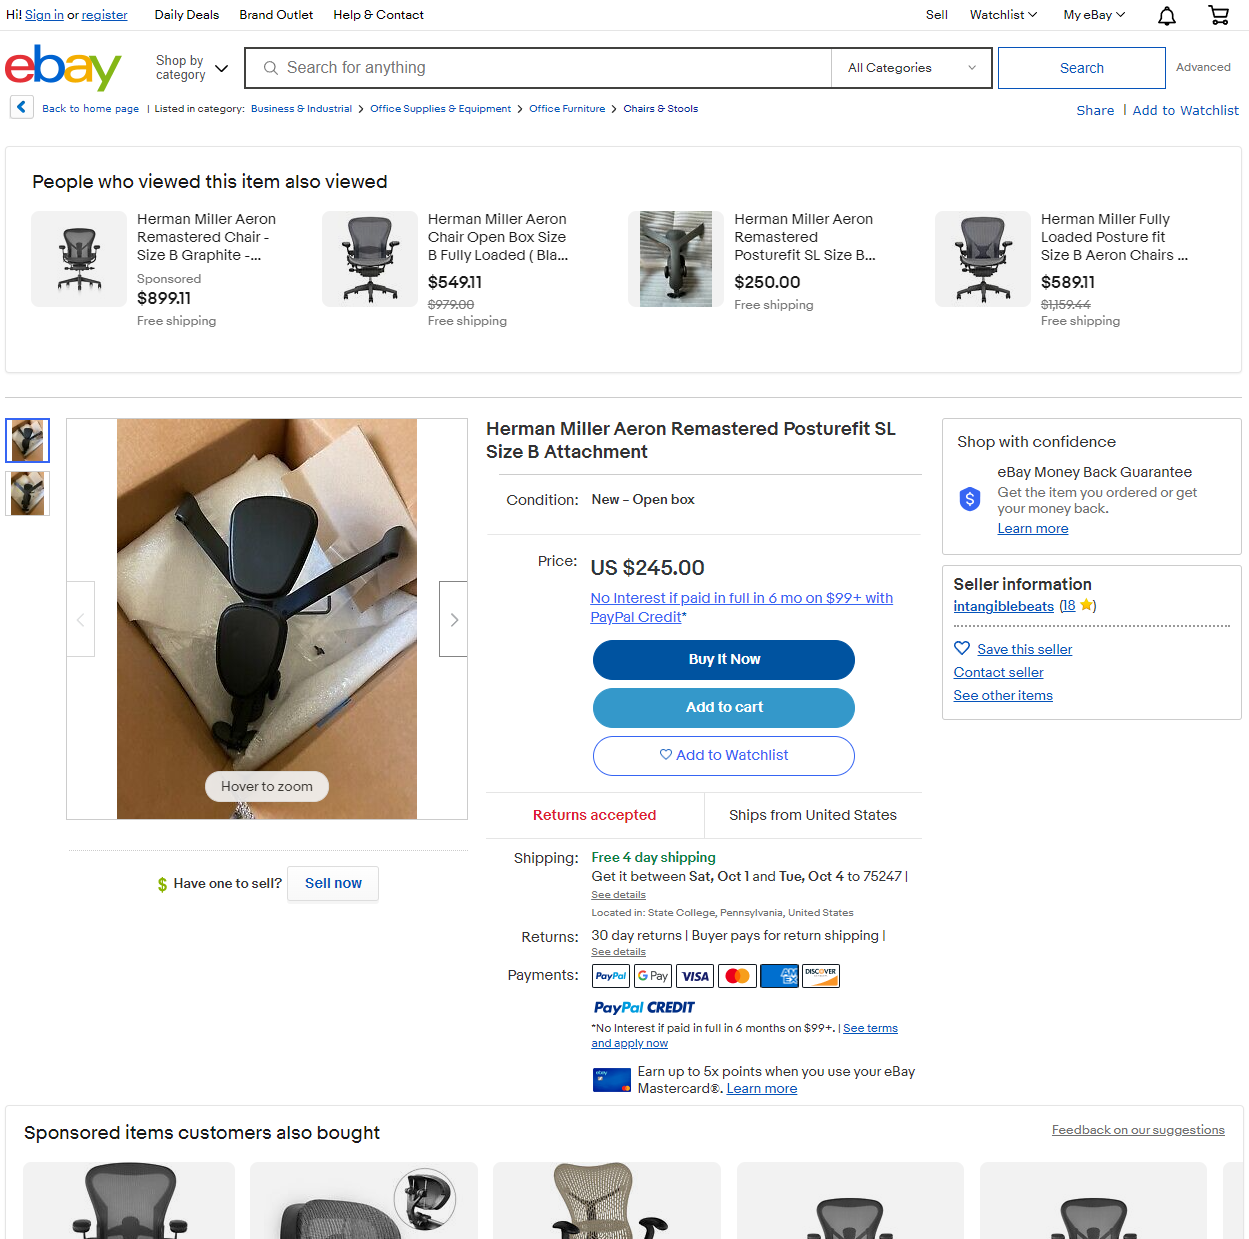 Hi! Sign in or register
Daily Deals
Brand Outlet
Help & Contact
Sell
Watchlist
My eBay
ebay
Shop by
category
Search for anything
All Categories
Search
Advanced
Back to home page | Listed in category: Business & Industrial > Office Supplies & Equipment > Office Furniture > Chairs & Stools
Share | Add to Watchlist
People who viewed this item also viewed
Herman Miller Aeron
Remastered Chair -
Size B Graphite -...
Sponsored
$899.11
Free shipping
Herman Miller Aeron
Chair Open Box Size
B Fully Loaded ( Bla...
$549.11
$979.00
Free shipping
Herman Miller Aeron
Remastered
Posturefit SL Size B...
$250.00
Free shipping
Herman Miller Fully
Loaded Posture fit
Size B Aeron Chairs ...
$589.11
$1,159.44
Free shipping
Hover to zoom
$ Have one to sell?
Sell now
Herman Miller Aeron Remastered Posturefit SL
Size B Attachment
Condition: New – Open box
Price: US $245.00
No Interest if paid in full in 6 mo on $99+ with
PayPal Credit*
Buy It Now
Add to cart
Add to Watchlist
Returns accepted
Ships from United States
Shipping: Free 4 day shipping
Get it between Sat, Oct 1 and Tue, Oct 4 to 75247 |
See details
Located in: State College, Pennsylvania, United States
Returns: 30 day returns | Buyer pays for return shipping |
See details
Payments: PayPal G Pay VISA AMEX DISCOVER
PayPal CREDIT
*No Interest if paid in full in 6 months on $99+. | See terms
and apply now
ebay
Earn up to 5x points when you use your eBay
Mastercard®. Learn more
Shop with confidence
eBay Money Back Guarantee
$
Get the item you ordered or get
your money back.
Learn more
Seller information
intangiblebeats (18)
Save this seller
Contact seller
See other items
Sponsored items customers also bought
Feedback on our suggestions